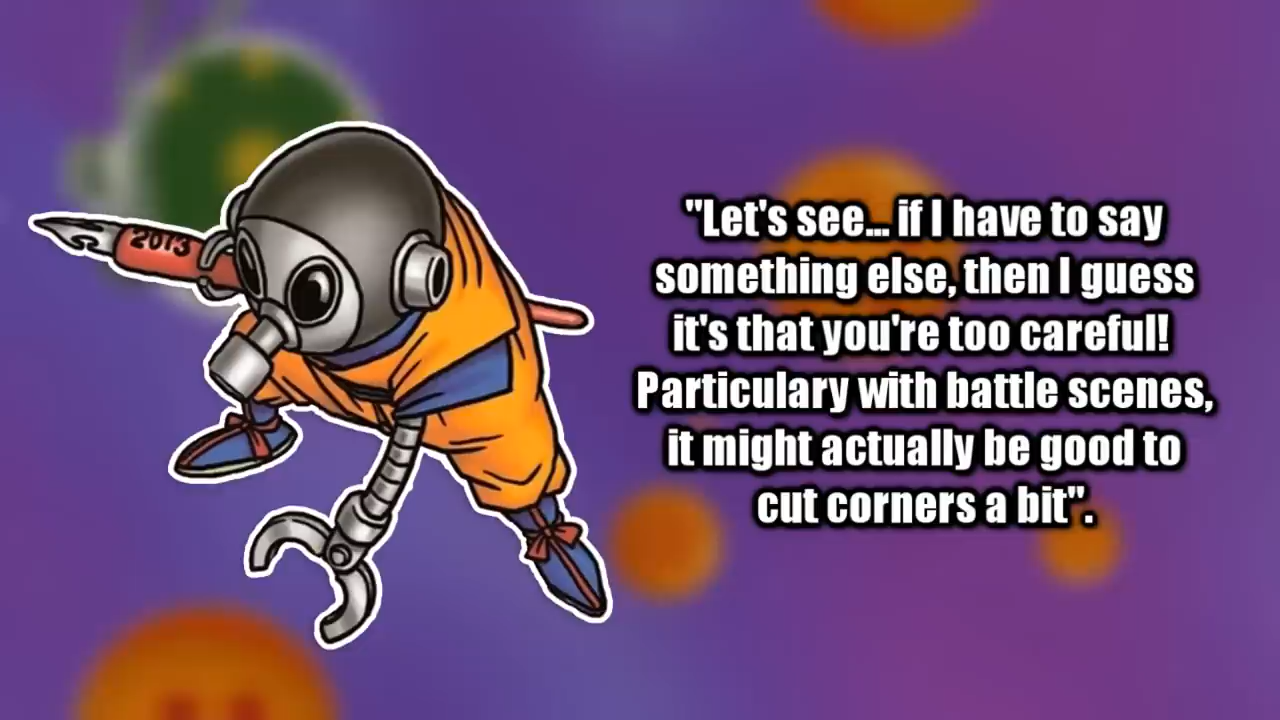 2013
"Let's see... if I have to say
something else, then I guess
it's that you're too careful!
Particulary with battle scenes,
it might actually be good to
cut corners a bit".